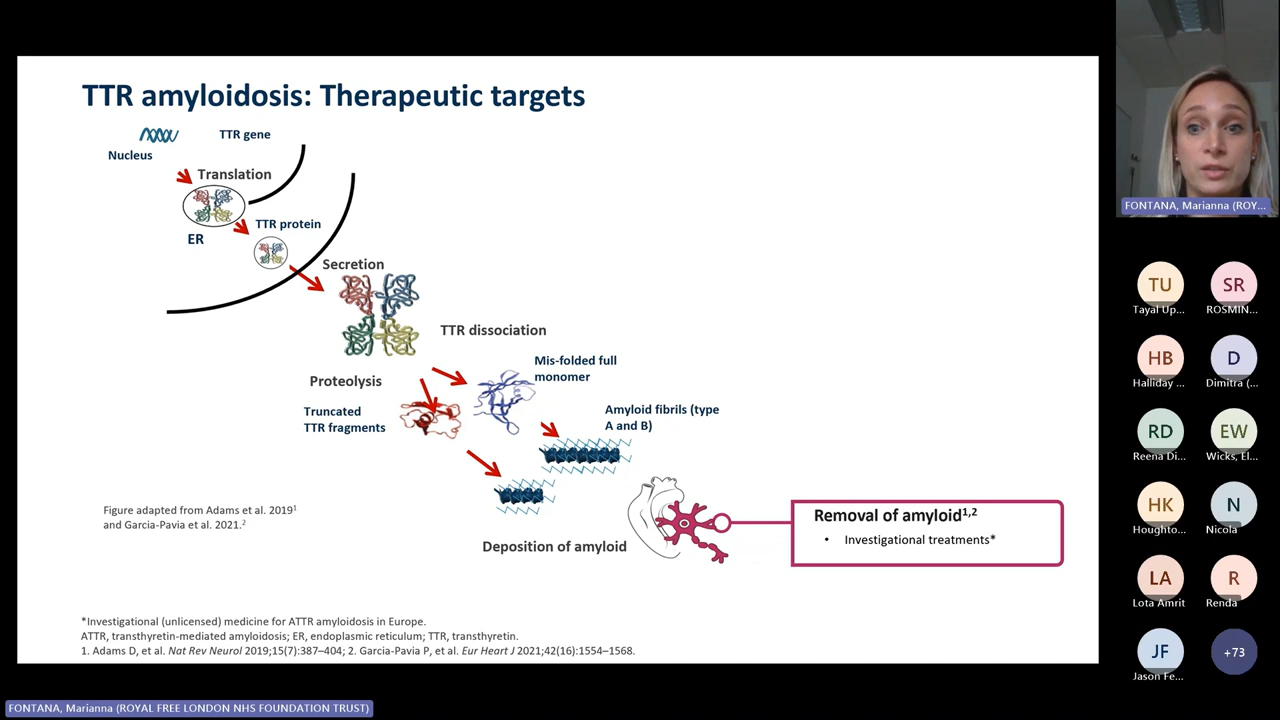 TTR amyloidosis: Therapeutic targets
TTR gene
Nucleus
Translation
ER
TTR protein
Secretion
TTR dissociation
Mis-folded full
monomer
Proteolysis
Truncated
TTR fragments
Amyloid fibrils (type
A and B)
Figure adapted from Adams et al. 2019¹
and Garcia-Pavia et al. 2021.²
Deposition of amyloid
Removal of amyloid¹,²
• Investigational treatments*
*Investigational (unlicensed) medicine for ATTR amyloidosis in Europe.
ATTR, transthyretin-mediated amyloidosis; ER, endoplasmic reticulum; TTR, transthyretin.
1. Adams D, et al. Nat Rev Neurol 2019;15(7):387–404; 2. Garcia-Pavia P, et al. Eur Heart J 2021;42(16):1554–1568.
FONTANA, Marianna (ROYAL FREE LONDON NHS FOUNDATION TRUST)
FONTANA, Marianna (ROY...
TU
Tayal Up...
SR
ROSMIN...
HB
Halliday ...
D
Dimitra (...
RD
Reena Di...
EW
Wicks, El...
HK
Houghto...
N
Nicola
LA
Lota Amrit
R
Renda
JF
Jason Fe...
+73